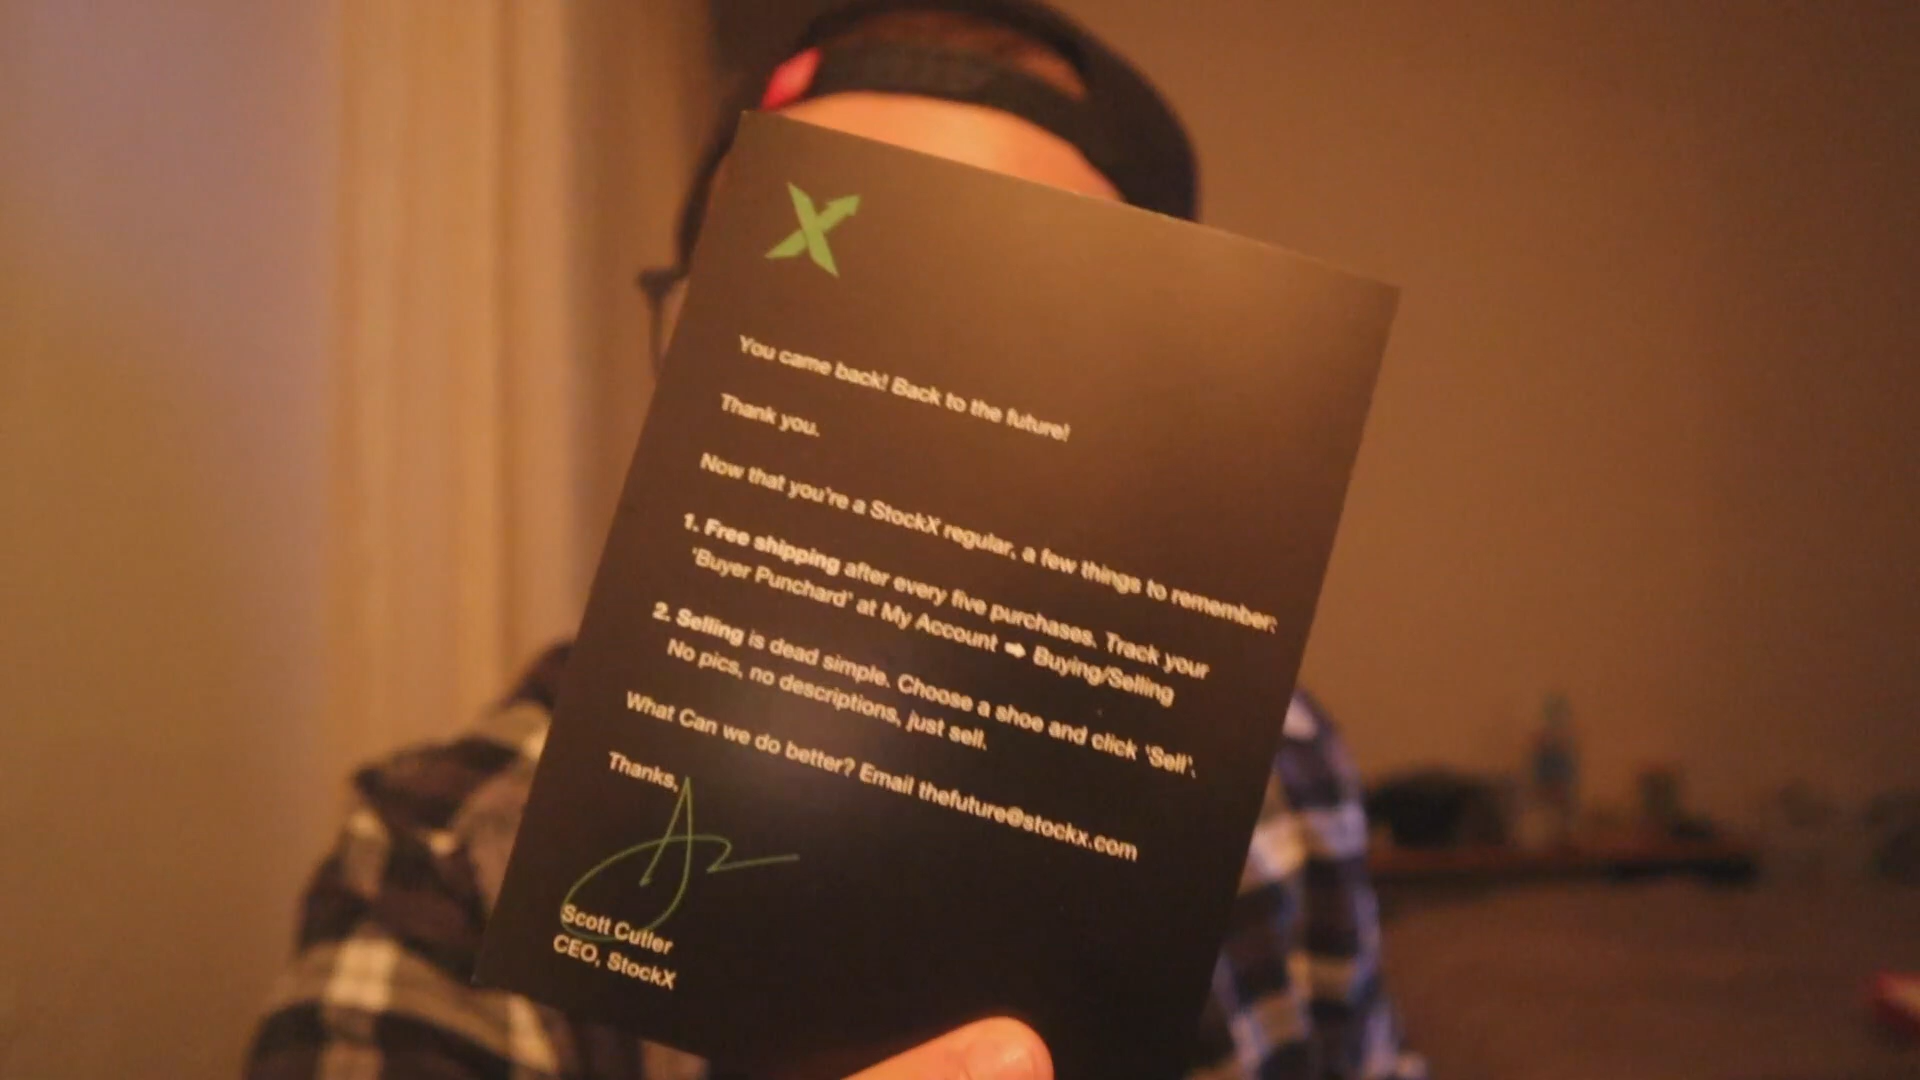 X
You came back! Back to the future!
Thank you.
Now that you're a StockX regular, a few things to remember:
1. Free shipping after every five purchases. Track your
'Buyer Punchard' at My Account ➡ Buying/Selling
2. Selling is dead simple. Choose a shoe and click 'Sell'.
No pics, no descriptions, just sell.
What Can we do better? Email thefuture@stockx.com
Thanks,
Scott Cutler
CEO, StockX